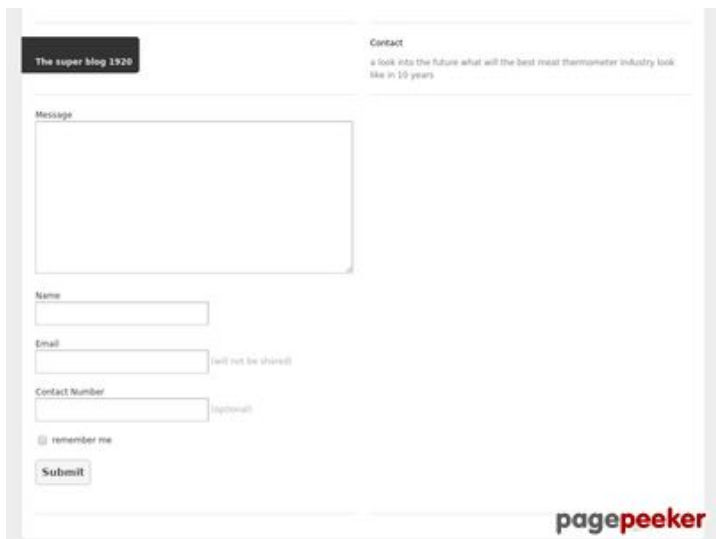 The super blog 1920
Contact
a look into the future what will the best meat thermometer industry look
like in 10 years
Message
Name
Email
(will not be shared)
Contact Number
(optional)
remember me
Submit
pagepeeker